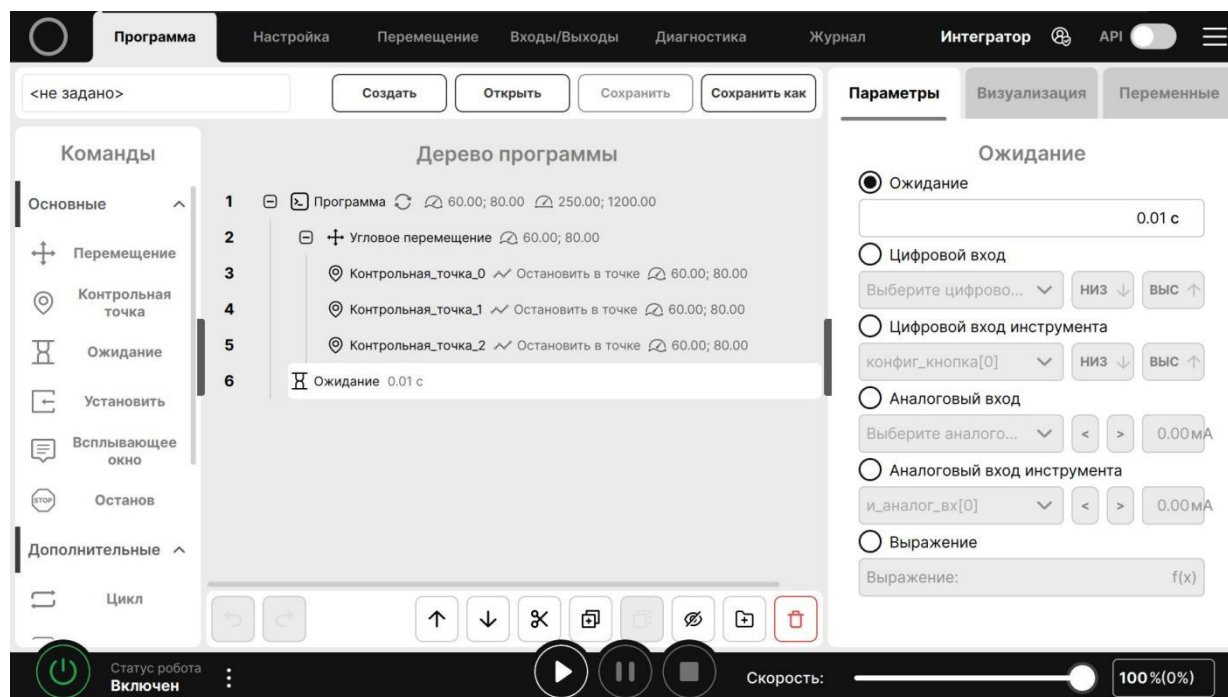 Программа Настройка Перемещение Входы/Выходы Диагностика Журнал Интегратор API
<не задано> Создать Открыть Сохранить Сохранить как
Параметры Визуализация Переменные
Команды
Основные
Перемещение
Контрольная
точка
Ожидание
Установить
Всплывающее
окно
STOP Останов
Дополнительные
Цикл
Дерево программы
1 Программа 60.00; 80.00 250.00; 1200.00
2 Угловое перемещение 60.00; 80.00
3 Контрольная_точка_0 Остановить в точке 60.00; 80.00
4 Контрольная_точка_1 Остановить в точке 60.00; 80.00
5 Контрольная_точка_2 Остановить в точке 60.00; 80.00
6 Ожидание 0.01 с
Ожидание
Ожидание
0.01 с
Цифровой вход
Выберите цифрово... НИЗ ВЫС
Цифровой вход инструмента
конфиг_кнопка[0] НИЗ ВЫС
Аналоговый вход
Выберите аналого... < > 0.00 мА
Аналоговый вход инструмента
и_аналог_вх[0] < > 0.00 мА
Выражение
Выражение: f(x)
Статус робота
Включен
Скорость: 100%(0%)